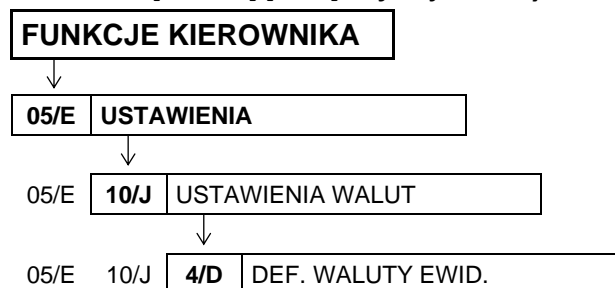 FUNKCJE KIEROWNIKA
05/E USTAWIENIA
05/E 10/J USTAWIENIA WALUT
05/E 10/J 4/D DEF. WALUTY EWID.